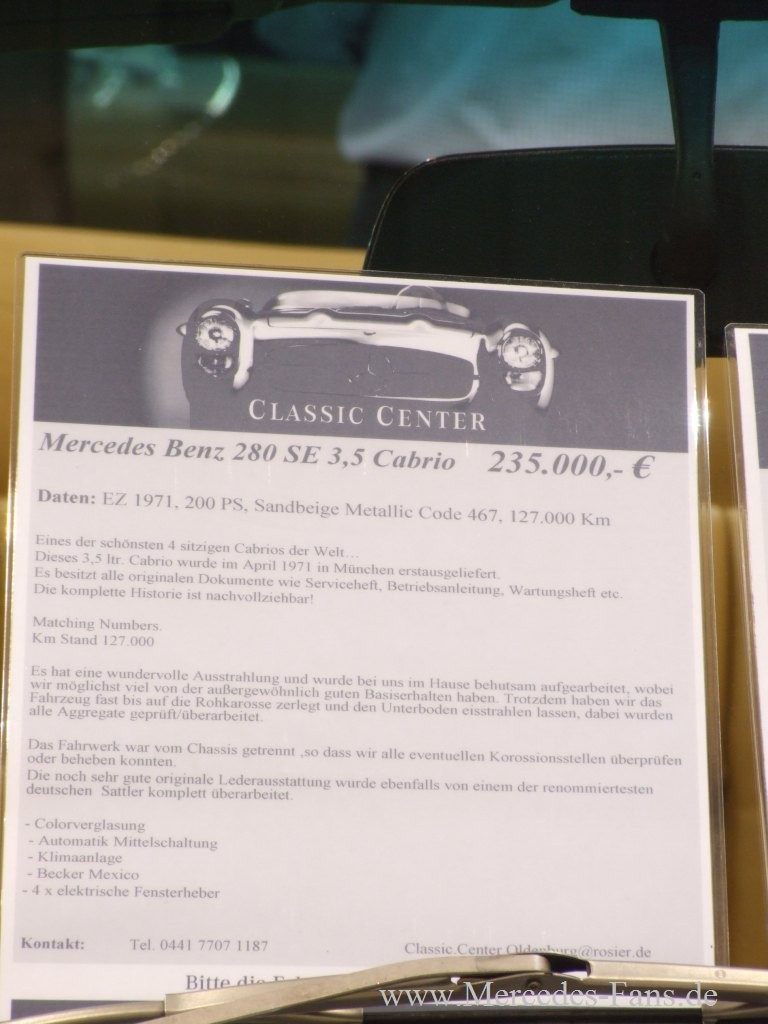 CLASSIC CENTER
Mercedes Benz 280 SE 3,5 Cabrio 235.000,- €
Daten: EZ 1971, 200 PS, Sandbeige Metallic Code 467, 127.000 Km
Eines der schönsten 4 sitzigen Cabrios der Welt…
Dieses 3,5 ltr. Cabrio wurde im April 1971 in München erstausgeliefert.
Es besitzt alle originalen Dokumente wie Serviceheft, Betriebsanleitung, Wartungsheft etc.
Die komplette Historie ist nachvollziehbar!
Matching Numbers.
Km Stand 127.000
Es hat eine wundervolle Ausstrahlung und wurde bei uns im Hause behutsam aufgearbeitet, wobei
wir möglichst viel von der außergewöhnlich guten Basiserhalten haben. Trotzdem haben wir das
Fahrzeug fast bis auf die Rohkarosse zerlegt und den Unterboden eisstrahlen lassen, dabei wurden
alle Aggregate geprüft/überarbeitet.
Das Fahrwerk war vom Chassis getrennt ,so dass wir alle eventuellen Korossionsstellen überprüfen
oder beheben konnten.
Die noch sehr gute originale Lederausstattung wurde ebenfalls von einem der renommiertesten
deutschen Sattler komplett überarbeitet.
- Colorverglasung
- Automatik Mittelschaltung
- Klimaanlage
- Becker Mexico
- 4 x elektrische Fensterheber
Kontakt: Tel. 0441 7707 1187 Classic.Center.Oldenburg@rosier.de
Bitte die
www.Mercedes-Fans.de